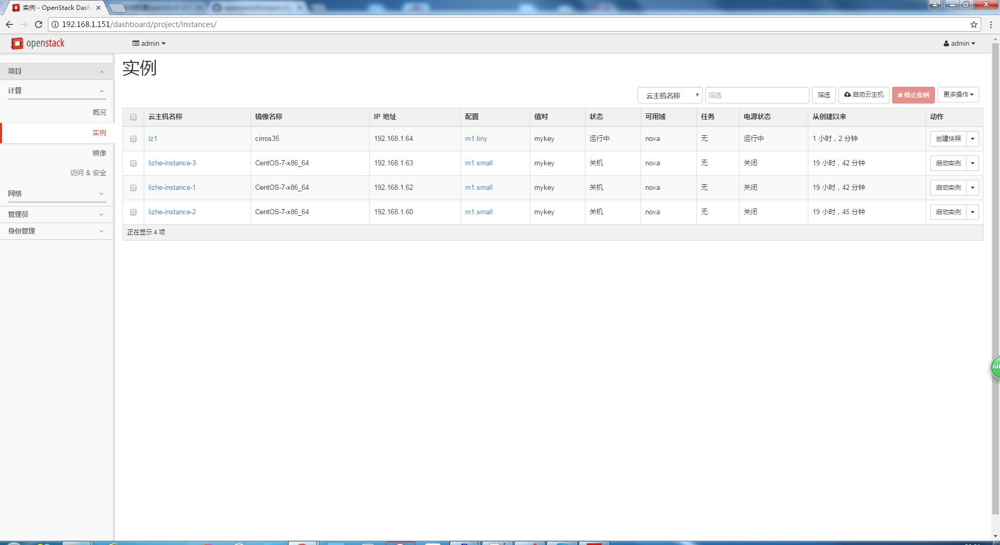 实例 - OpenStack Dash
192.168.1.151/dashboard/project/instances/
openstack
admin
admin
项目
计算
概况
实例
镜像
访问 & 安全
网络
管理员
身份管理
实例
云主机名称 筛选 筛选 启动云主机 终止实例 更多操作
云主机名称 镜像名称 IP 地址 配置 值对 状态 可用域 任务 电源状态 从创建以来 动作
lz1 cirros35 192.168.1.64 m1.tiny mykey 运行中 nova 无 运行中 1 小时，2 分钟 创建快照
lizhe-instance-3 CentOS-7-x86_64 192.168.1.63 m1.small mykey 关机 nova 无 关闭 19 小时，42 分钟 启动实例
lizhe-instance-1 CentOS-7-x86_64 192.168.1.62 m1.small mykey 关机 nova 无 关闭 19 小时，42 分钟 启动实例
lizhe-instance-2 CentOS-7-x86_64 192.168.1.60 m1.small mykey 关机 nova 无 关闭 19 小时，45 分钟 启动实例
正在显示 4 项
60